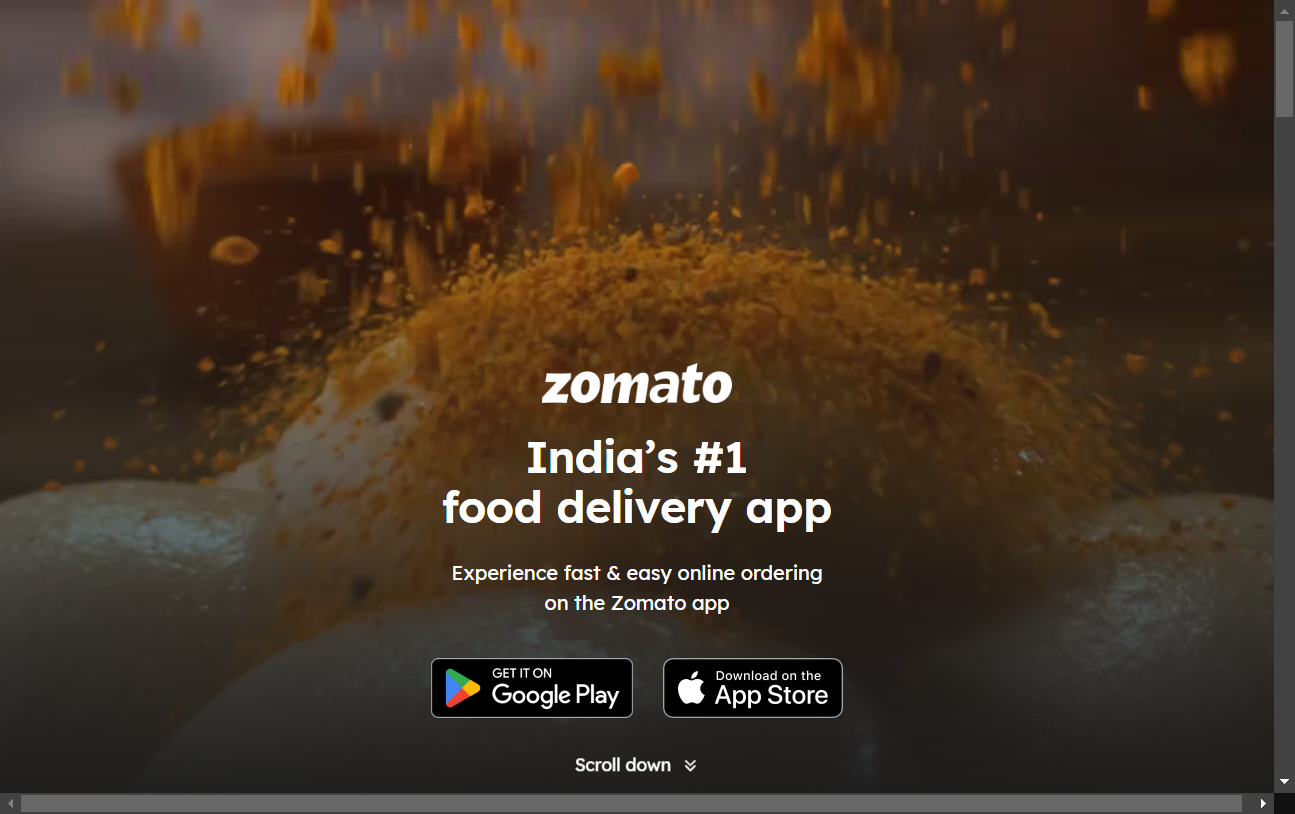 zomato
India’s #1
food delivery app
Experience fast & easy online ordering
on the Zomato app
GET IT ON
Google Play
Download on the
App Store
Scroll down